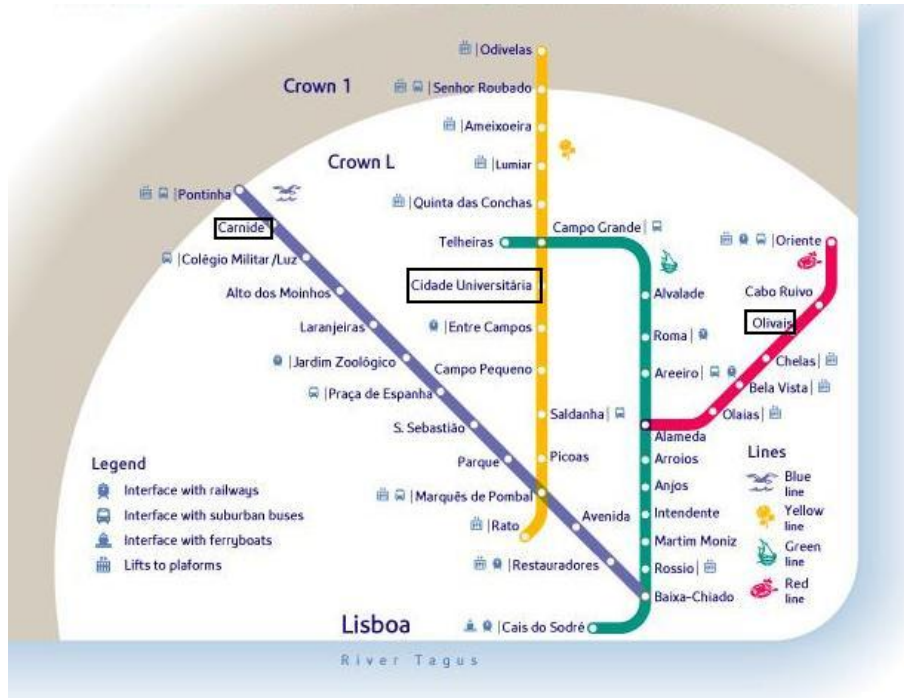 Odivelas
Crown 1
Senhor Roubado
Ameixoeira
Crown L
Lumiar
Pontinha
Quinta das Conchas
Carnide
Campo Grande
Telheiras
Oriente
Colégio Militar/Luz
Cidade Universitária
Alto dos Moinhos
Alvalade
Cabo Ruivo
Laranjeiras
Entre Campos
Roma
Olivais
Jardim Zoológico
Campo Pequeno
Areeiro
Chelas
Praça de Espanha
Bela Vista
Saldanha
Olaias
S. Sebastião
Alameda
Parque
Picoas
Arroios
Lines
Legend
Anjos
Blue
line
Interface with railways
Marquês de Pombal
Intendente
Yellow
line
Interface with suburban buses
Avenida
Rato
Martim Moniz
Green
line
Interface with ferryboats
Lifts to plaforms
Restauradores
Rossio
Red
line
Baixa-Chiado
Lisboa
Cais do Sodré
River Tagus